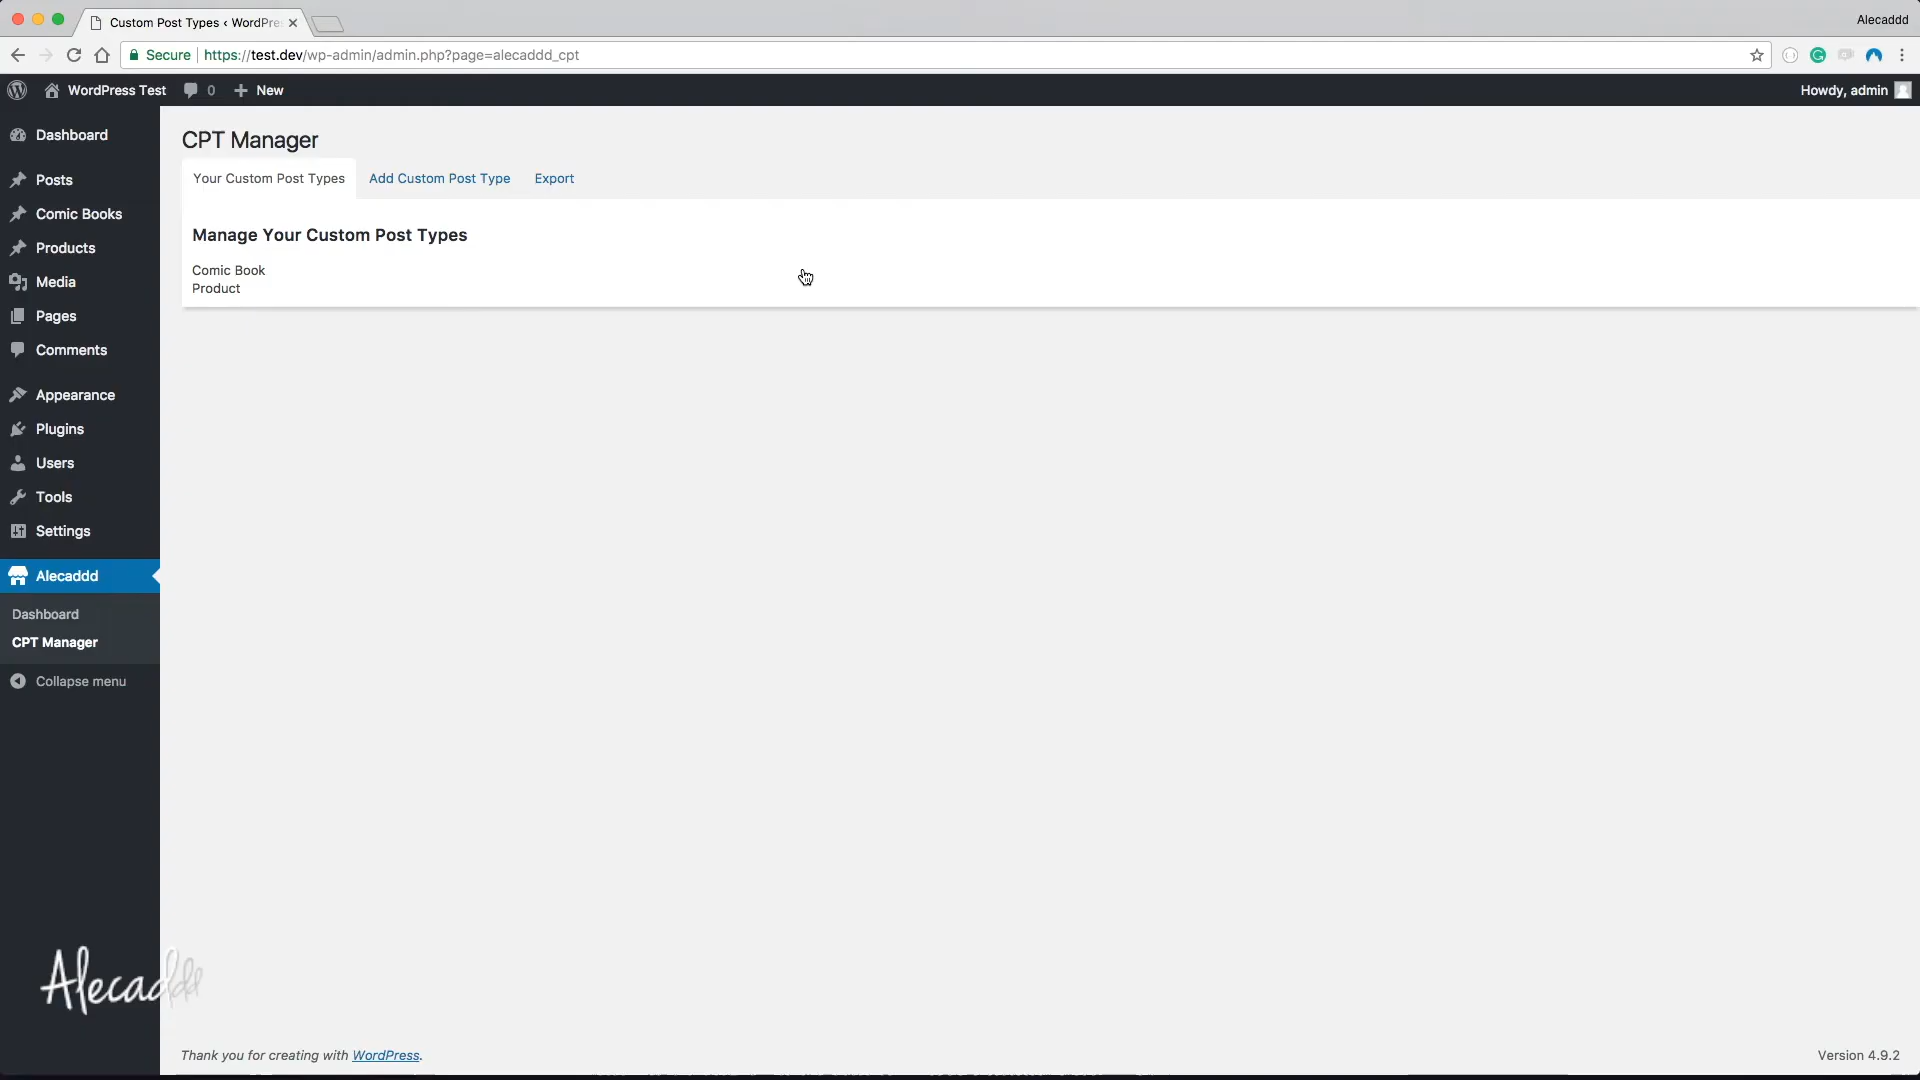 Custom Post Types ‹ WordPre
Alecaddd
Secure https://test.dev/wp-admin/admin.php?page=alecaddd_cpt
WordPress Test 0 New
Howdy, admin
Dashboard
Posts
Comic Books
Products
Media
Pages
Comments
Appearance
Plugins
Users
Tools
Settings
Alecaddd
Dashboard
CPT Manager
Collapse menu
CPT Manager
Your Custom Post Types Add Custom Post Type Export
Manage Your Custom Post Types
Comic Book
Product
Alecaddd
Thank you for creating with WordPress.
Version 4.9.2